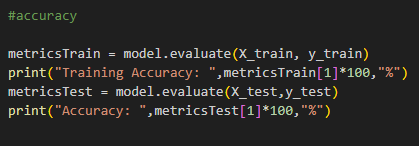 #accuracy
metricsTrain = model.evaluate(X_train, y_train)
print("Training Accuracy: ",metricsTrain[1]*100,"%")
metricsTest = model.evaluate(X_test,y_test)
print("Accuracy: ",metricsTest[1]*100,"%")